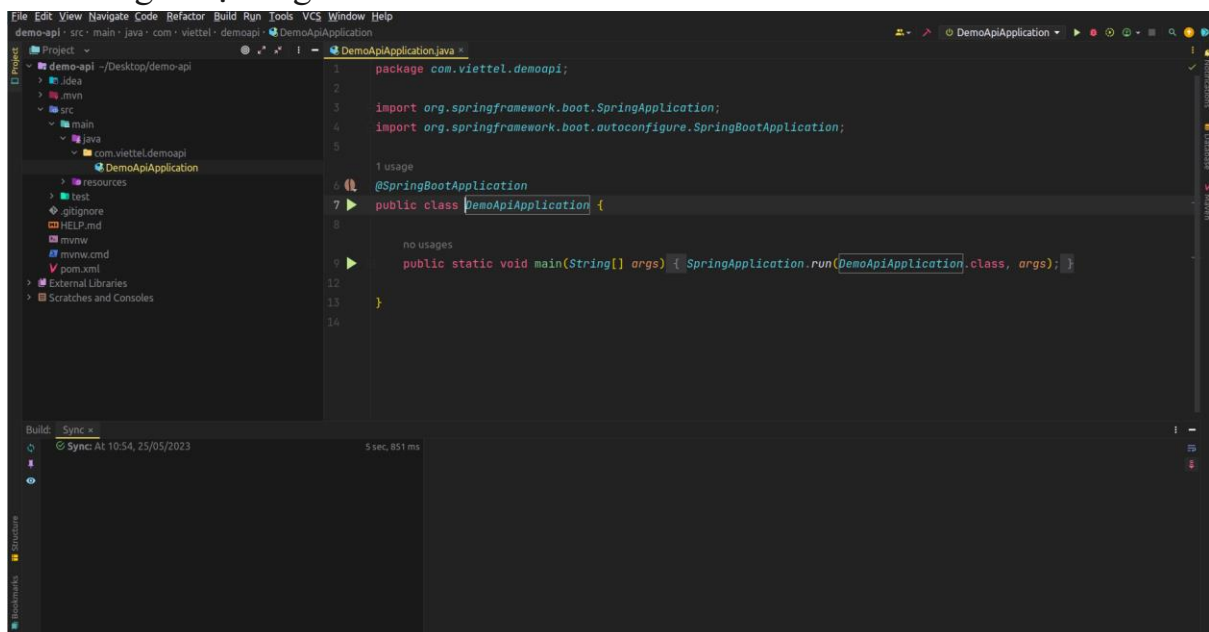 File Edit View Navigate Code Refactor Build Run Tools VCS Window Help
demo-api › src › main › java › com › viettel › demoapi › DemoApiApplication
DemoApiApplication
Project
DemoApiApplication.java ×
demo-api ~/Desktop/demo-api
.idea
.mvn
src
main
java
com.viettel.demoapi
DemoApiApplication
resources
test
.gitignore
HELP.md
mvnw
mvnw.cmd
pom.xml
External Libraries
Scratches and Consoles
1 package com.viettel.demoapi;
2
3 import org.springframework.boot.SpringApplication;
4 import org.springframework.boot.autoconfigure.SpringBootApplication;
5
1 usage
6 @SpringBootApplication
7 public class DemoApiApplication {
8
no usages
9 public static void main(String[] args) { SpringApplication.run(DemoApiApplication.class, args); }
12
13 }
14
Project
Notifications
Database
Maven
Build: Sync ×
Sync: At 10:54, 25/05/2023 5 sec, 851 ms
Structure
Bookmarks